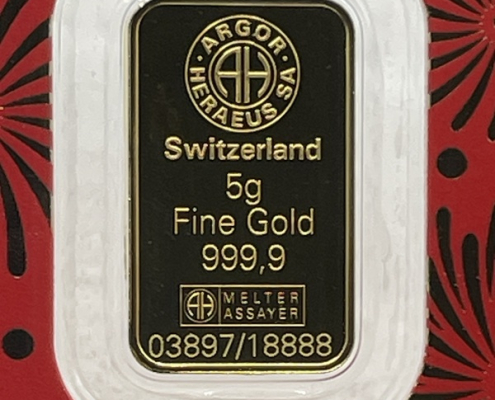 ARGOR
HERAEUS SA
AH
Switzerland
5g
Fine Gold
999,9
AH MELTER
ASSAYER
03897/18888